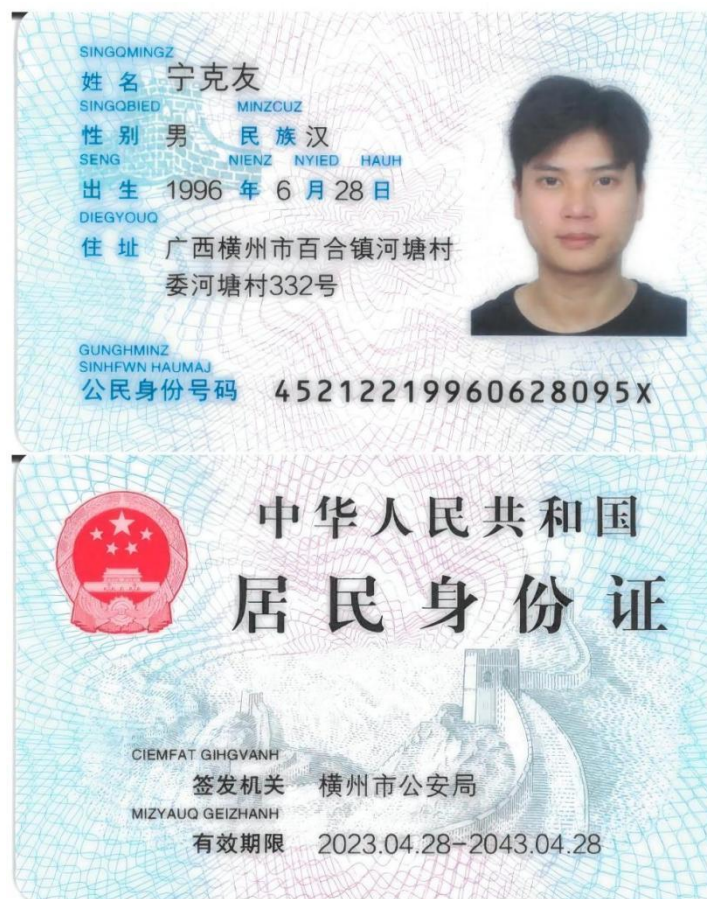 SINGQMINGZ
姓名 宁克友
SINGQBIED MINZCUZ
性别 男 民族 汉
SENG NIENZ NYIED HAUH
出生 1996 年 6 月 28 日
DIEGYOUQ
住址 广西横州市百合镇河塘村
委河塘村332号
GUNGHMINZ
SINHFWN HAUMAJ
公民身份号码 45212219960628095X
中华人民共和国
居民身份证
CIEMFAT GIHGVANH
签发机关 横州市公安局
MIZYAUQ GEIZHANH
有效期限 2023.04.28-2043.04.28